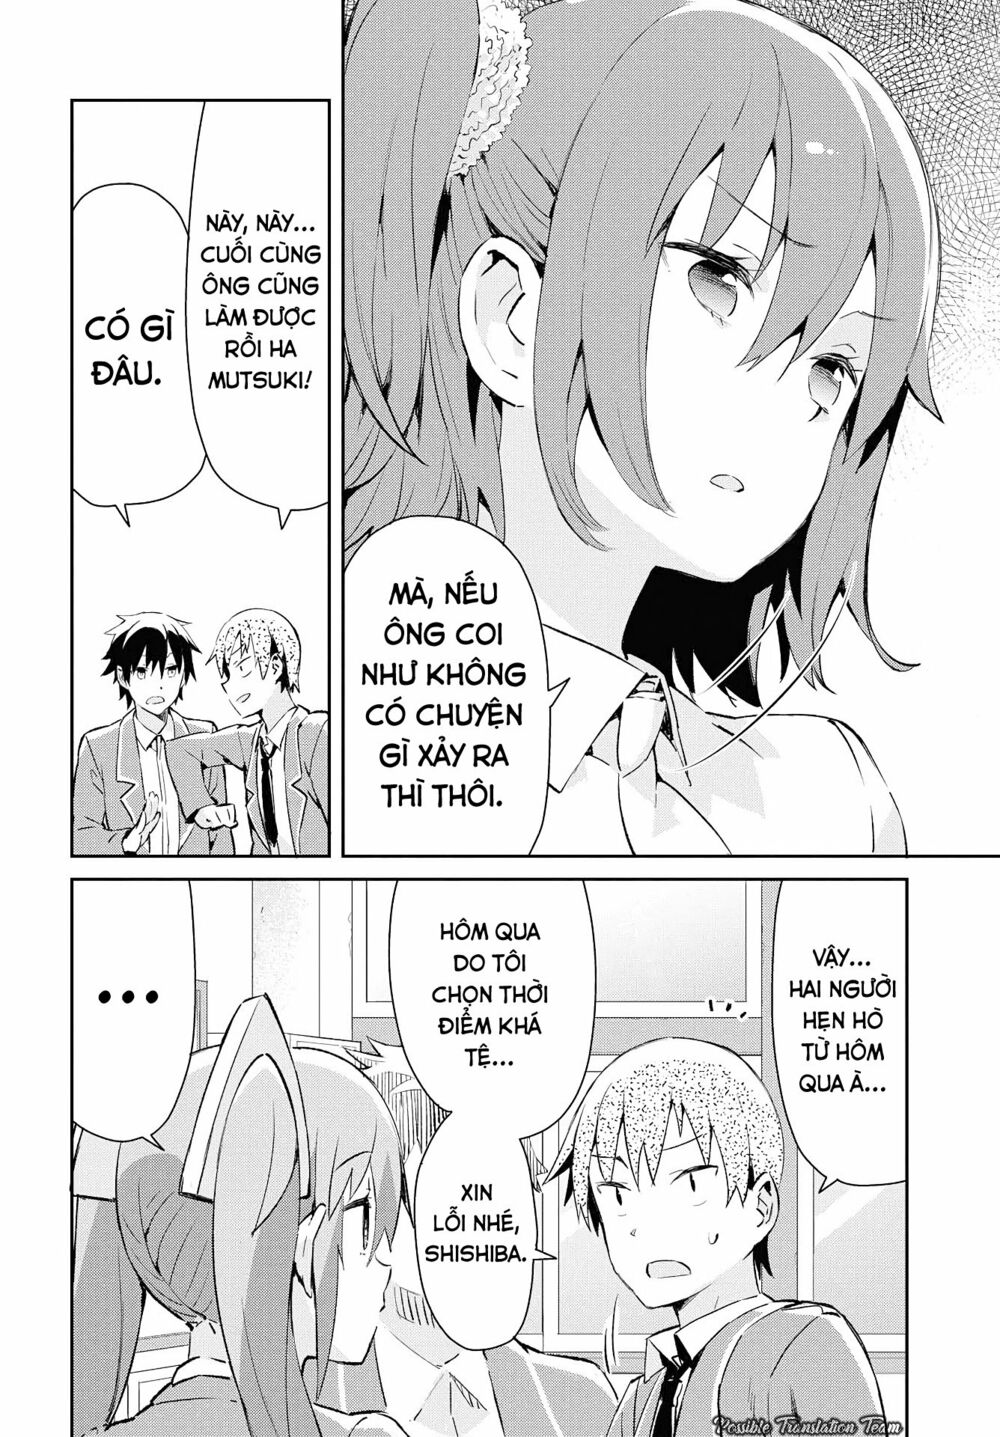 MÀ, NẾU
ÔNG COI
NHƯ KHÔNG
CÓ CHUYỆN
GÌ XẢY RA
THÌ THÔI.
NÀY, NÀY...
CUỐI CÙNG
ÔNG CŨNG
LÀM ĐƯỢC
RỒI HA
MUTSUKI!
CÓ GÌ
ĐÂU.
VẬY...
HAI NGƯỜI
HẸN HÒ
TỪ HÔM
QUA À...
HÔM QUA
DO TÔI
CHỌN THỜI
ĐIỂM KHÁ
TỆ...
XIN
LỖI NHÉ,
SHISHIBA.
...
Possible Translation Team